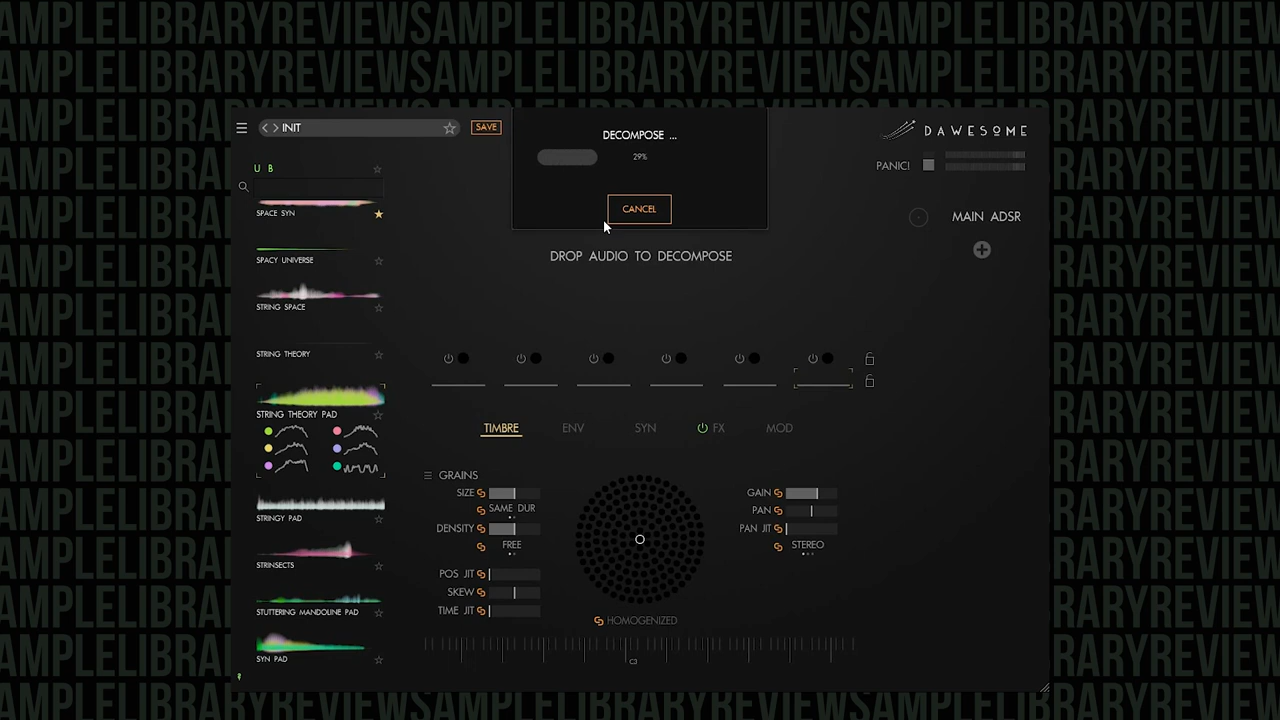 AMPLELIBRARYREVIEWSAMPLELIBRARYREVIEWSAMPLELIBRARYREVIEWS
INIT
SAVE
DECOMPOSE ...
29%
CANCEL
DAWESOME
PANIC!
U B
SPACE SYN
SPACY UNIVERSE
STRING SPACE
STRING THEORY
STRING THEORY PAD
STRINGY PAD
STRINSECTS
STUTTERING MANDOLINE PAD
SYN PAD
DROP AUDIO TO DECOMPOSE
MAIN ADSR
TIMBRE
ENV
SYN
FX
MOD
GRAINS
SIZE
SAME DUR
DENSITY
FREE
POS JIT
SKEW
TIME JIT
HOMOGENIZED
GAIN
PAN
PAN JIT
STEREO
C3